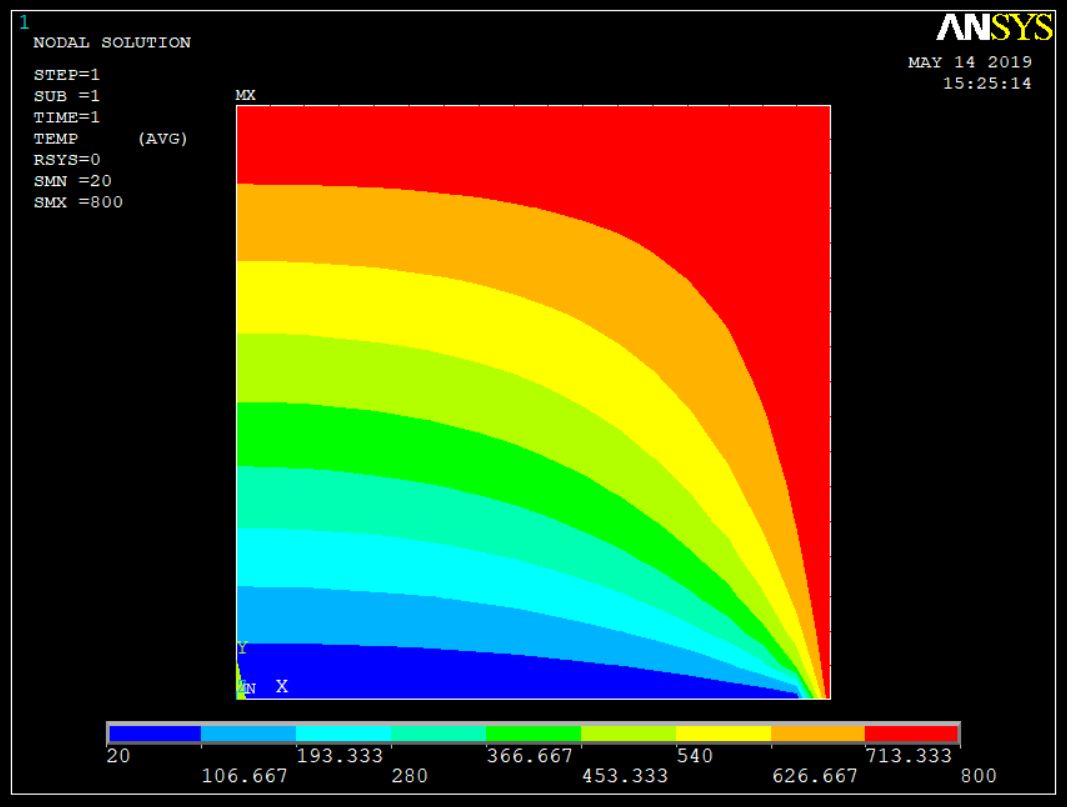 1
ANSYS
NODAL SOLUTION
MAY 14 2019
15:25:14
STEP=1
SUB =1
TIME=1
TEMP (AVG)
RSYS=0
SMN =20
SMX =800
MX
Y
X
20
106.667
193.333
280
366.667
453.333
540
626.667
713.333
800